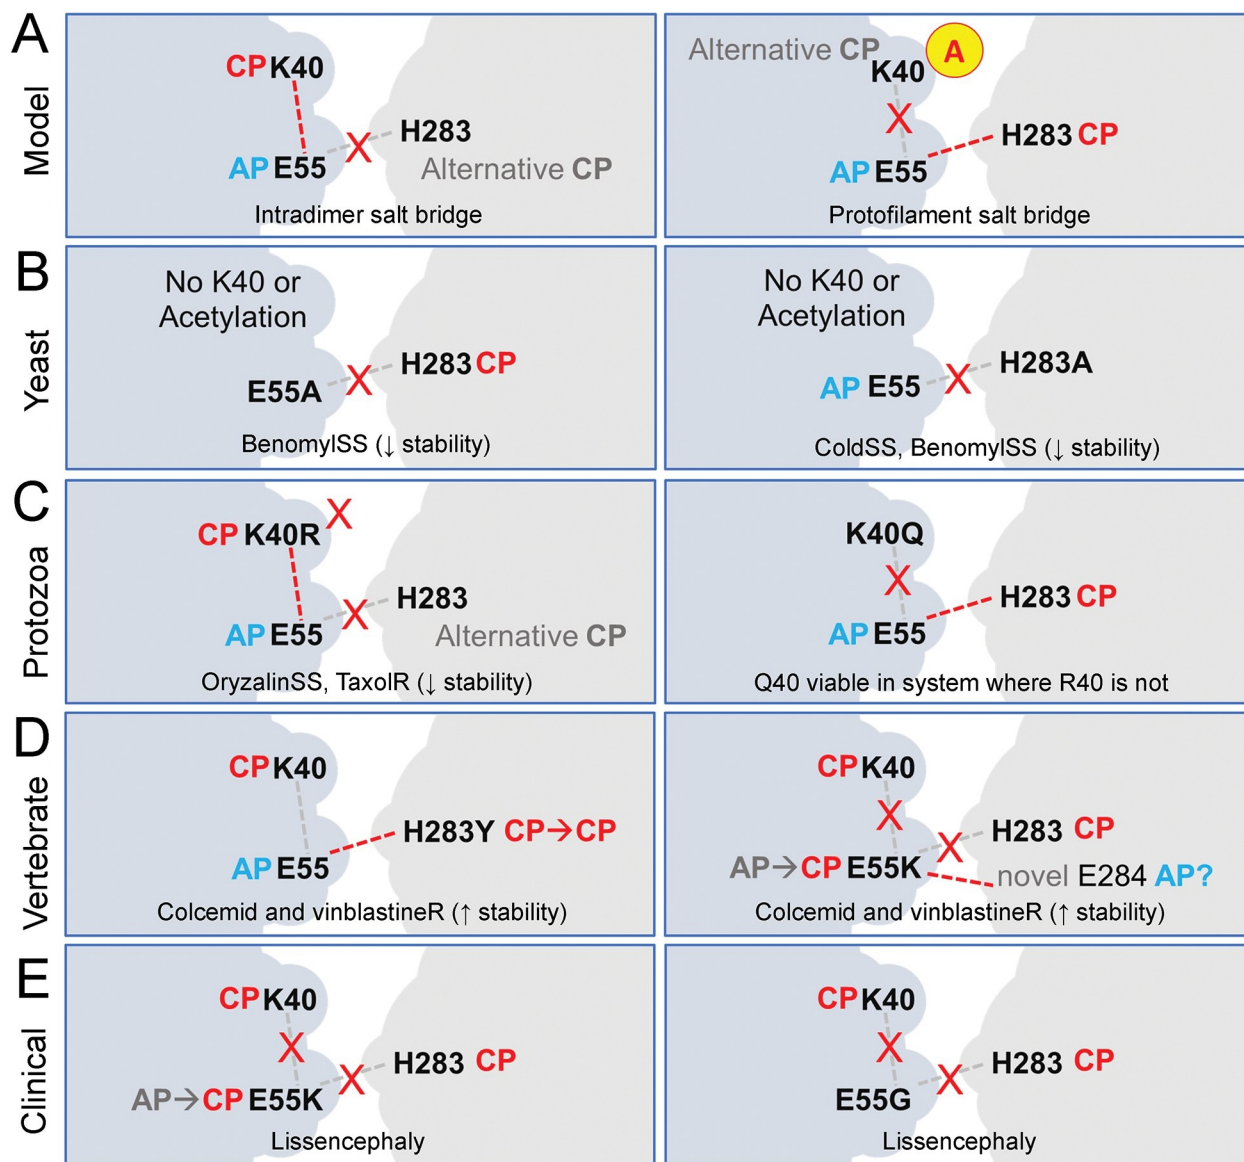 A
Model
CP K40
AP E55
H283
Alternative CP
Intradimer salt bridge
Alternative CP
K40
A
AP E55
H283 CP
Protofilament salt bridge
B
Yeast
No K40 or
Acetylation
E55A
H283 CP
BenomylSS (↓ stability)
No K40 or
Acetylation
AP E55
H283A
ColdSS, BenomylSS (↓ stability)
C
Protozoa
CP K40R
X
AP E55
H283
Alternative CP
OryzalinSS, TaxolR (↓ stability)
K40Q
AP E55
H283 CP
Q40 viable in system where R40 is not
D
Vertebrate
CP K40
AP E55
H283Y CP→CP
Colcemid and vinblastineR (↑ stability)
CP K40
AP→CP E55K
H283 CP
novel E284 AP?
Colcemid and vinblastineR (↑ stability)
E
Clinical
CP K40
AP→CP E55K
H283 CP
Lissencephaly
CP K40
E55G
H283 CP
Lissencephaly